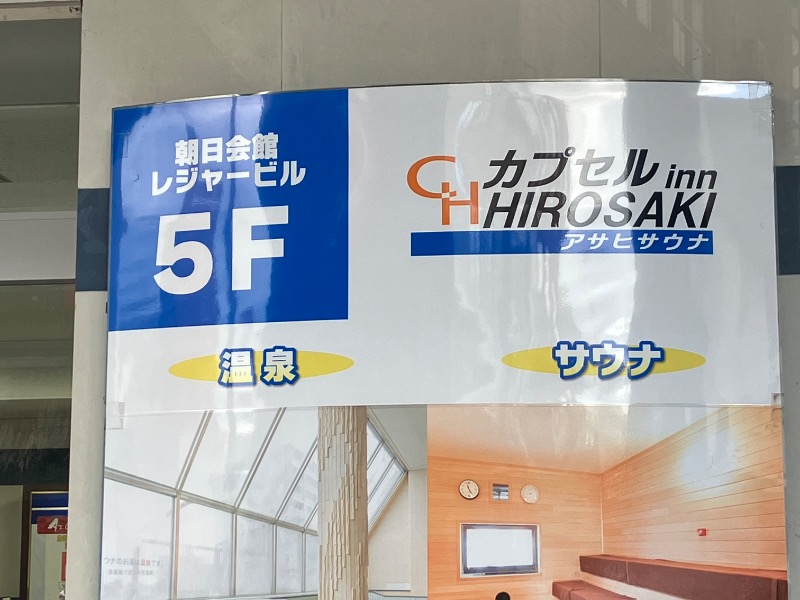 朝日会館
レジャービル
5F
CH
カプセル inn
HIROSAKI
アサヒサウナ
温泉
サウナ